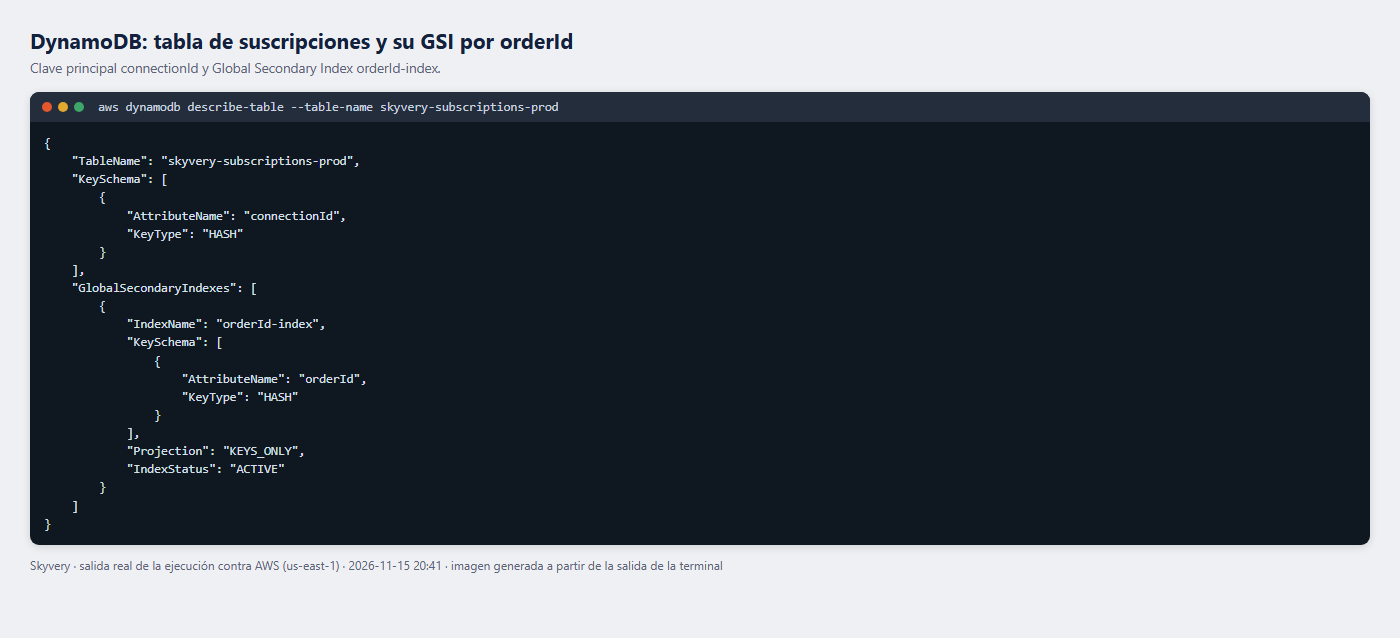 DynamoDB: tabla de suscripciones y su GSI por orderId
Clave principal connectionId y Global Secondary Index orderId-index.
aws dynamodb describe-table --table-name skyvery-subscriptions-prod
{
    "TableName": "skyvery-subscriptions-prod",
    "KeySchema": [
        {
            "AttributeName": "connectionId",
            "KeyType": "HASH"
        }
    ],
    "GlobalSecondaryIndexes": [
        {
            "IndexName": "orderId-index",
            "KeySchema": [
                {
                    "AttributeName": "orderId",
                    "KeyType": "HASH"
                }
            ],
            "Projection": "KEYS_ONLY",
            "IndexStatus": "ACTIVE"
        }
    ]
}
Skyvery · salida real de la ejecución contra AWS (us-east-1) · 2026-11-15 20:41 · imagen generada a partir de la salida de la terminal